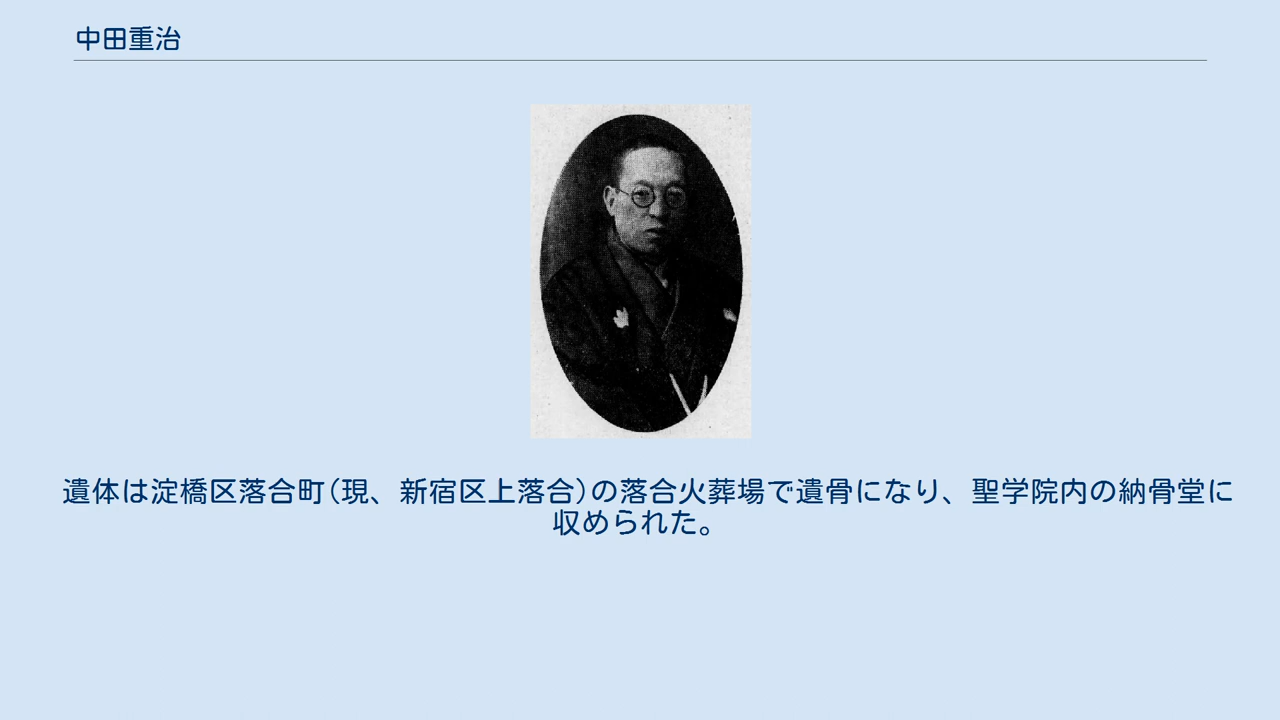 中田重治
遺体は淀橋区落合町(現、新宿区上落合)の落合火葬場で遺骨になり、聖学院内の納骨堂に
収められた。